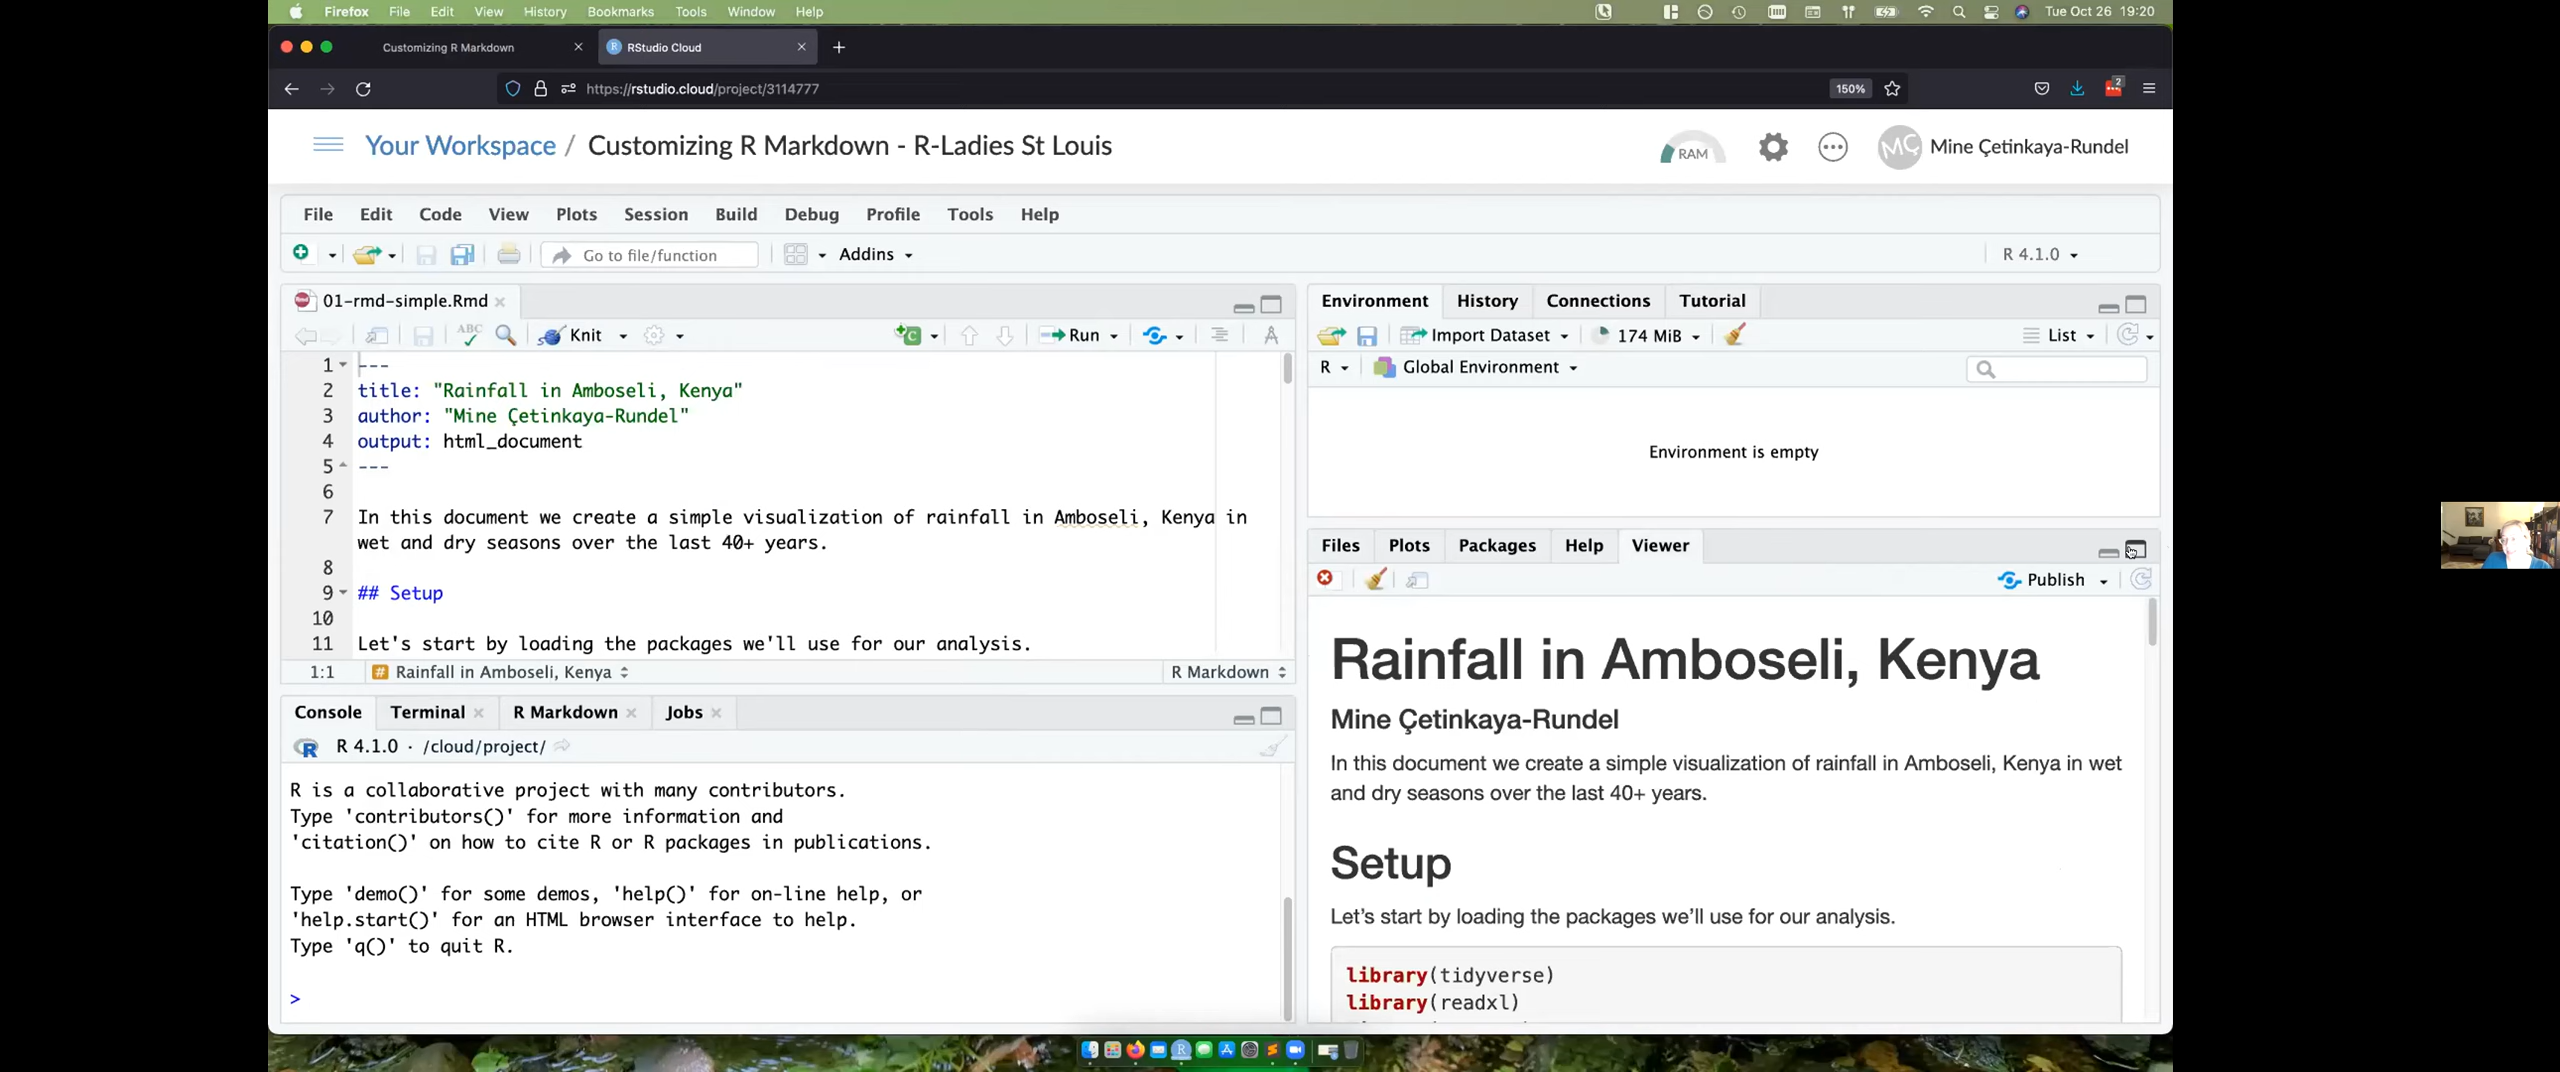 Firefox File Edit View History Bookmarks Tools Window Help
Tue Oct 26 19:20
Customizing R Markdown
RStudio Cloud
https://rstudio.cloud/project/3114777
150%
2
Your Workspace / Customizing R Markdown - R-Ladies St Louis
RAM
MÇ
Mine Çetinkaya-Rundel
File Edit Code View Plots Session Build Debug Profile Tools Help
Go to file/function
Addins
R 4.1.0
01-rmd-simple.Rmd
ABC
Knit
Run
1 ---
2 title: "Rainfall in Amboseli, Kenya"
3 author: "Mine Çetinkaya-Rundel"
4 output: html_document
5 ---
6
7 In this document we create a simple visualization of rainfall in Amboseli, Kenya in
wet and dry seasons over the last 40+ years.
8
9 ## Setup
10
11 Let's start by loading the packages we'll use for our analysis.
1:1 # Rainfall in Amboseli, Kenya
R Markdown
Console Terminal R Markdown Jobs
R 4.1.0 · /cloud/project/
R is a collaborative project with many contributors.
Type 'contributors()' for more information and
'citation()' on how to cite R or R packages in publications.
Type 'demo()' for some demos, 'help()' for on-line help, or
'help.start()' for an HTML browser interface to help.
Type 'q()' to quit R.
>
Environment History Connections Tutorial
Import Dataset 174 MiB List
R Global Environment
Environment is empty
Files Plots Packages Help Viewer
Publish
Rainfall in Amboseli, Kenya
Mine Çetinkaya-Rundel
In this document we create a simple visualization of rainfall in Amboseli, Kenya in wet
and dry seasons over the last 40+ years.
Setup
Let’s start by loading the packages we’ll use for our analysis.
library(tidyverse)
library(readxl)